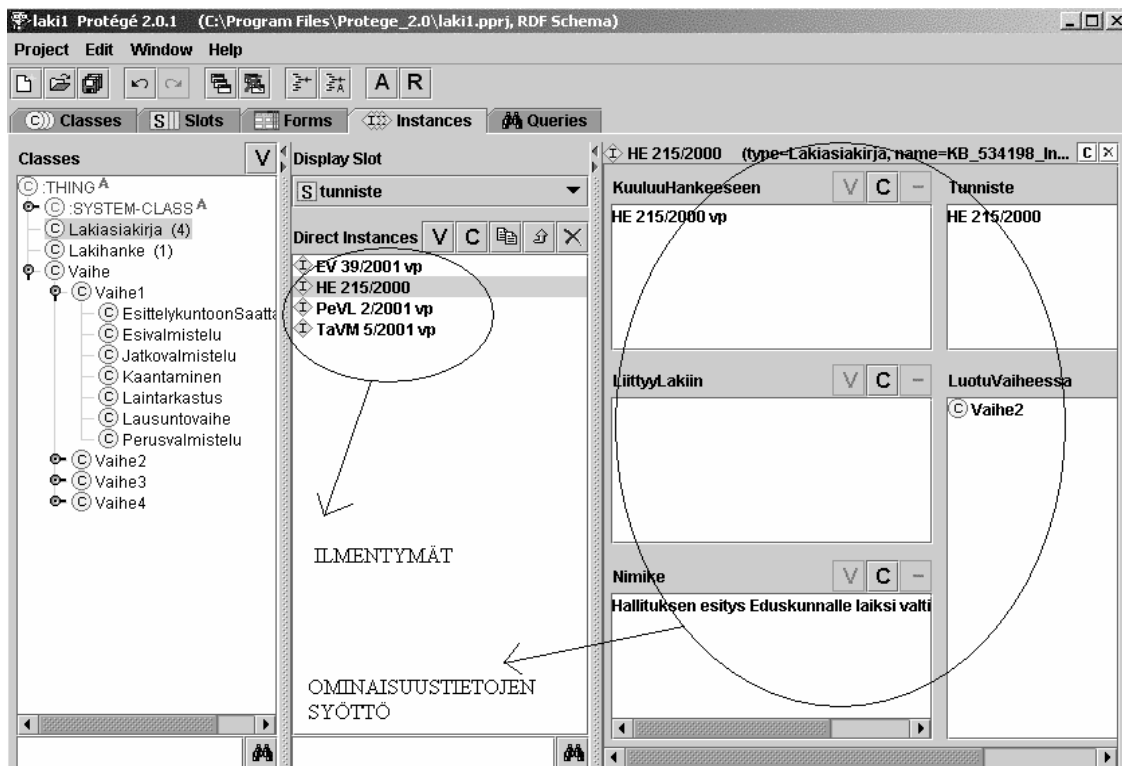 laki1 Protégé 2.0.1 (C:\Program Files\Protege_2.0\laki1.pprj, RDF Schema)
Project Edit Window Help
A R
C Classes S Slots Forms I Instances Queries
Classes V
C :THING A
C :SYSTEM-CLASS A
C Lakiasiakirja (4)
C Lakihanke (1)
C Vaihe
C Vaihe1
C EsittelykuntoonSaatta
C Esivalmistelu
C Jatkovalmistelu
C Kaantaminen
C Laintarkastus
C Lausuntovaihe
C Perusvalmistelu
C Vaihe2
C Vaihe3
C Vaihe4
Display Slot
S tunniste
Direct Instances V C
I EV 39/2001 vp
I HE 215/2000
I PeVL 2/2001 vp
I TaVM 5/2001 vp
ILMENTYMÄT
OMINAISUUSTIETOJEN
SYÖTTÖ
I HE 215/2000 (type=Lakiasiakirja, name=KB_534198_In... C ×
KuuluuHankeeseen V C −
HE 215/2000 vp
Tunniste
HE 215/2000
LiittyyLakiin V C −
LuotuVaiheessa
C Vaihe2
Nimike V C −
Hallituksen esitys Eduskunnalle laiksi valti